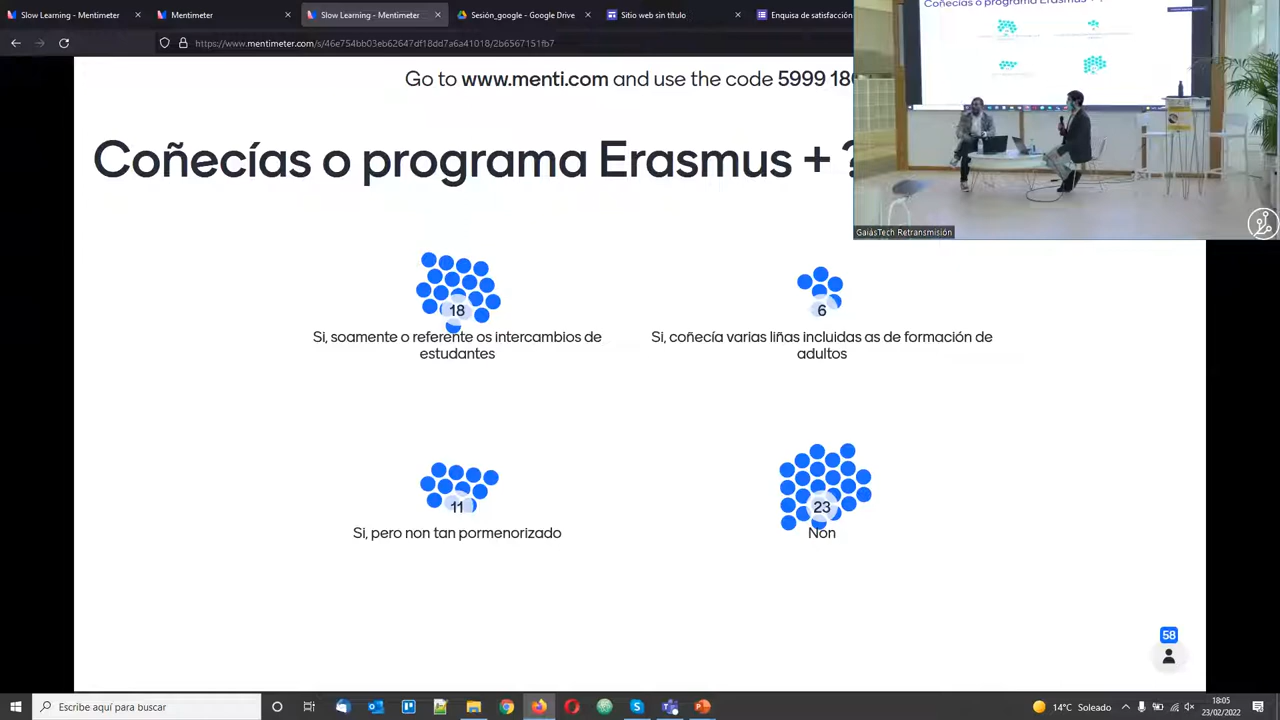 Slow Learning - Mentimeter
Mentimeter
Slow Learning - Mentimeter
sesión_google - Google Drive
Sitio web sin título
Enquisa de satisfacción
https://www.mentimeter.com/s/46e754bb03eb62647df18dd7a6a41018/2b6567151fb7
Go to www.menti.com and use the code 5999 18
Coñecías o programa Erasmus + ?
Coñecías o programa Erasmus +
GaiásTech Retransmisión
18
Si, soamente o referente os intercambios de
estudantes
6
Si, coñecía varias liñas incluidas as de formación de
adultos
11
Si, pero non tan pormenorizado
23
Non
58
Escribe aquí para buscar
14°C Soleado
18:05
23/02/2022